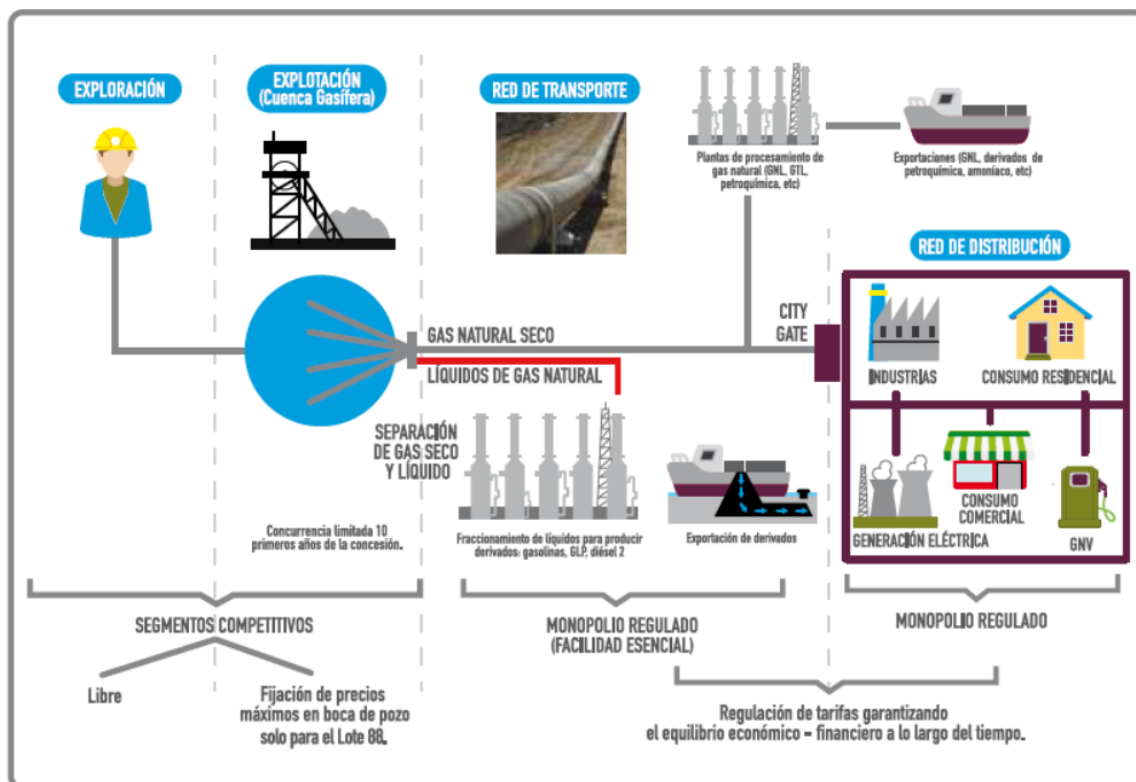 EXPLORACIÓN
EXPLOTACIÓN
(Cuenca Gasífera)
RED DE TRANSPORTE
Plantas de procesamiento de
gas natural (GNL, GTL,
petroquímica, etc)
Exportaciones (GNL, derivados de
petroquímica, amoníaco, etc)
RED DE DISTRIBUCIÓN
CITY
GATE
GAS NATURAL SECO
LÍQUIDOS DE GAS NATURAL
INDUSTRIAS
CONSUMO RESIDENCIAL
SEPARACIÓN
DE GAS SECO
Y LÍQUIDO
CONSUMO
COMERCIAL
GENERACIÓN ELÉCTRICA
GNV
Concurrencia limitada 10
primeros años de la concesión.
Fraccionamiento de líquidos para producir
derivados: gasolinas, GLP, diésel 2
Exportación de derivados
SEGMENTOS COMPETITIVOS
MONOPOLIO REGULADO
(FACILIDAD ESENCIAL)
MONOPOLIO REGULADO
Libre
Fijación de precios
máximos en boca de pozo
solo para el Lote 88.
Regulación de tarifas garantizando
el equilibrio económico - financiero a lo largo del tiempo.